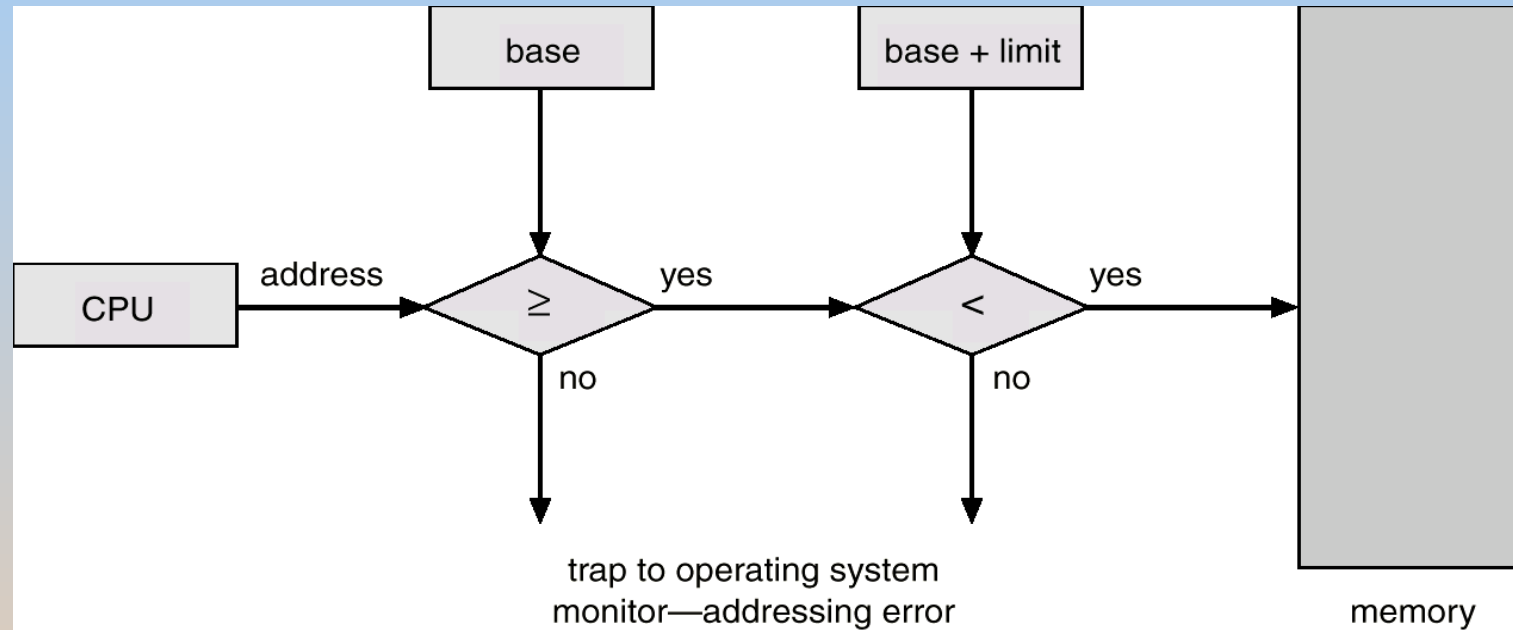 base
base + limit
CPU
address
≥
yes
<
yes
no
no
trap to operating system
monitor—addressing error
memory